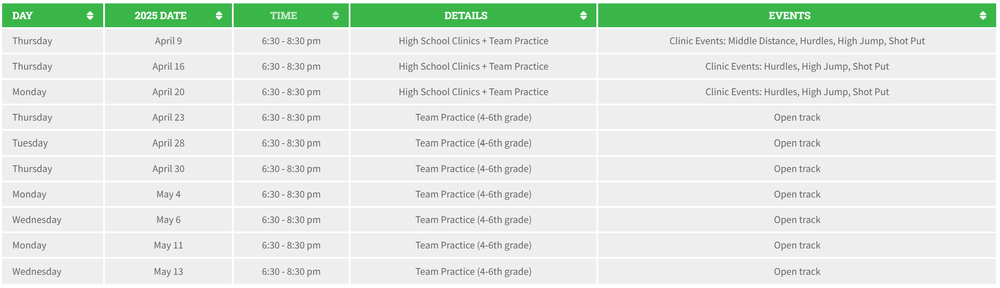 DAY 2025 DATE TIME DETAILS EVENTS
Thursday April 9 6:30 - 8:30 pm High School Clinics + Team Practice Clinic Events: Middle Distance, Hurdles, High Jump, Shot Put
Thursday April 16 6:30 - 8:30 pm High School Clinics + Team Practice Clinic Events: Hurdles, High Jump, Shot Put
Monday April 20 6:30 - 8:30 pm High School Clinics + Team Practice Clinic Events: Hurdles, High Jump, Shot Put
Thursday April 23 6:30 - 8:30 pm Team Practice (4-6th grade) Open track
Tuesday April 28 6:30 - 8:30 pm Team Practice (4-6th grade) Open track
Thursday April 30 6:30 - 8:30 pm Team Practice (4-6th grade) Open track
Monday May 4 6:30 - 8:30 pm Team Practice (4-6th grade) Open track
Wednesday May 6 6:30 - 8:30 pm Team Practice (4-6th grade) Open track
Monday May 11 6:30 - 8:30 pm Team Practice (4-6th grade) Open track
Wednesday May 13 6:30 - 8:30 pm Team Practice (4-6th grade) Open track